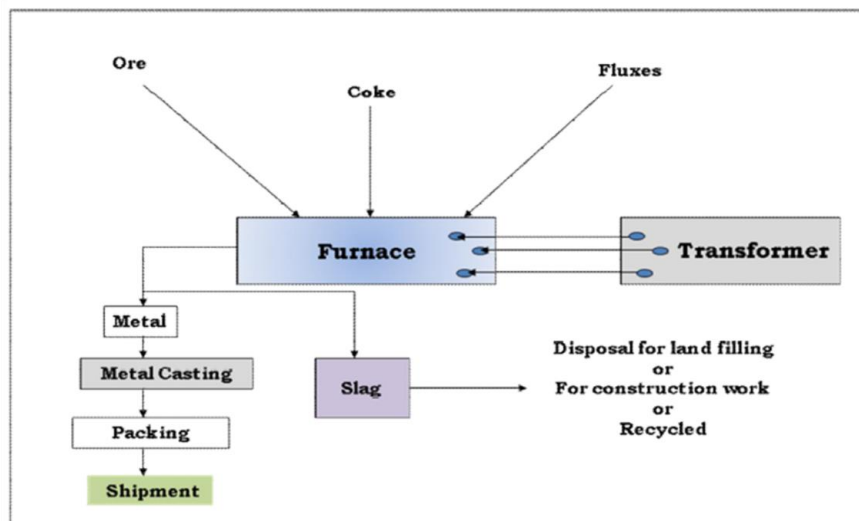 Ore
Coke
Fluxes
Furnace
Transformer
Metal
Metal Casting
Packing
Shipment
Slag
Disposal for land filling
or
For construction work
or
Recycled